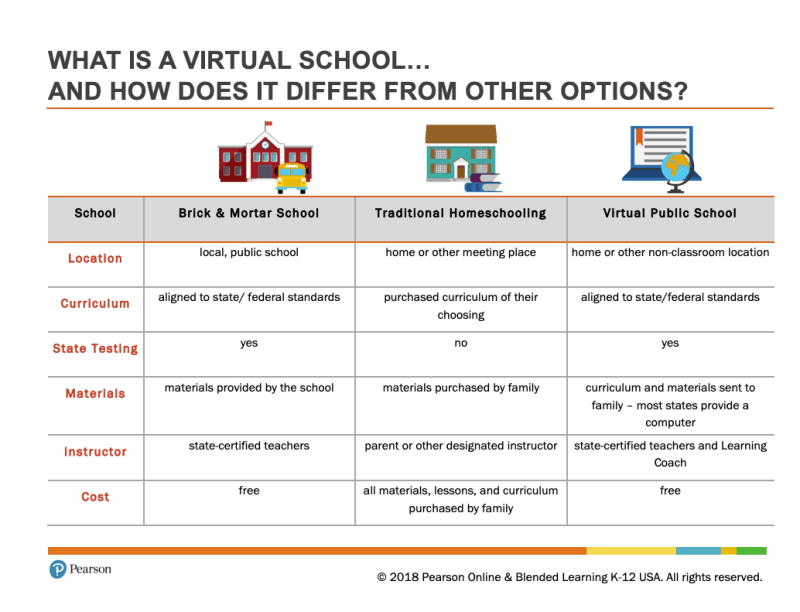 WHAT IS A VIRTUAL SCHOOL...
AND HOW DOES IT DIFFER FROM OTHER OPTIONS?
School
Brick & Mortar School
Traditional Homeschooling
Virtual Public School
Location
local, public school
home or other meeting place
home or other non-classroom location
Curriculum
aligned to state/ federal standards
purchased curriculum of their
choosing
aligned to state/federal standards
State Testing
yes
no
yes
Materials
materials provided by the school
materials purchased by family
curriculum and materials sent to
family – most states provide a
computer
Instructor
state-certified teachers
parent or other designated instructor
state-certified teachers and Learning
Coach
Cost
free
all materials, lessons, and curriculum
purchased by family
free
Pearson
© 2018 Pearson Online & Blended Learning K-12 USA. All rights reserved.